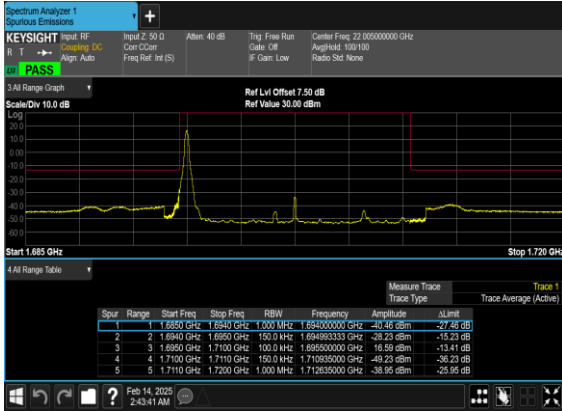 Spectrum Analyzer 1
Spurious Emissions
+
KEYSIGHT Input: RF Input Z: 50 Ω Atten: 40 dB Trig: Free Run Center Freq: 22.005000000 GHz
R T Coupling: DC Corr CCorr Gate: Off Avg|Hold: 100/100
Align: Auto Freq Ref: Int (S) IF Gain: Low Radio Std: None
PASS
3 All Range Graph
Ref Lvl Offset 7.50 dB
Scale/Div 10.0 dB Ref Value 30.00 dBm
Log
20.0
10.0
0.00
-10.0
-20.0
-30.0
-40.0
-50.0
-60.0
Start 1.685 GHz Stop 1.720 GHz
4 All Range Table
Measure Trace Trace 1
Trace Type Trace Average (Active)
Spur Range Start Freq Stop Freq RBW Frequency Amplitude ΔLimit
1 1 1.6850 GHz 1.6940 GHz 1.000 MHz 1.694000000 GHz -40.46 dBm -27.46 dB
2 2 1.6940 GHz 1.6950 GHz 150.0 kHz 1.694993333 GHz -28.23 dBm -15.23 dB
3 3 1.6950 GHz 1.7100 GHz 100.0 kHz 1.695500000 GHz 16.59 dBm -13.41 dB
4 4 1.7100 GHz 1.7110 GHz 150.0 kHz 1.710935000 GHz -49.23 dBm -36.23 dB
5 5 1.7110 GHz 1.7200 GHz 1.000 MHz 1.712635000 GHz -38.95 dBm -25.95 dB
?
Feb 14, 2025
2:43:41 AM